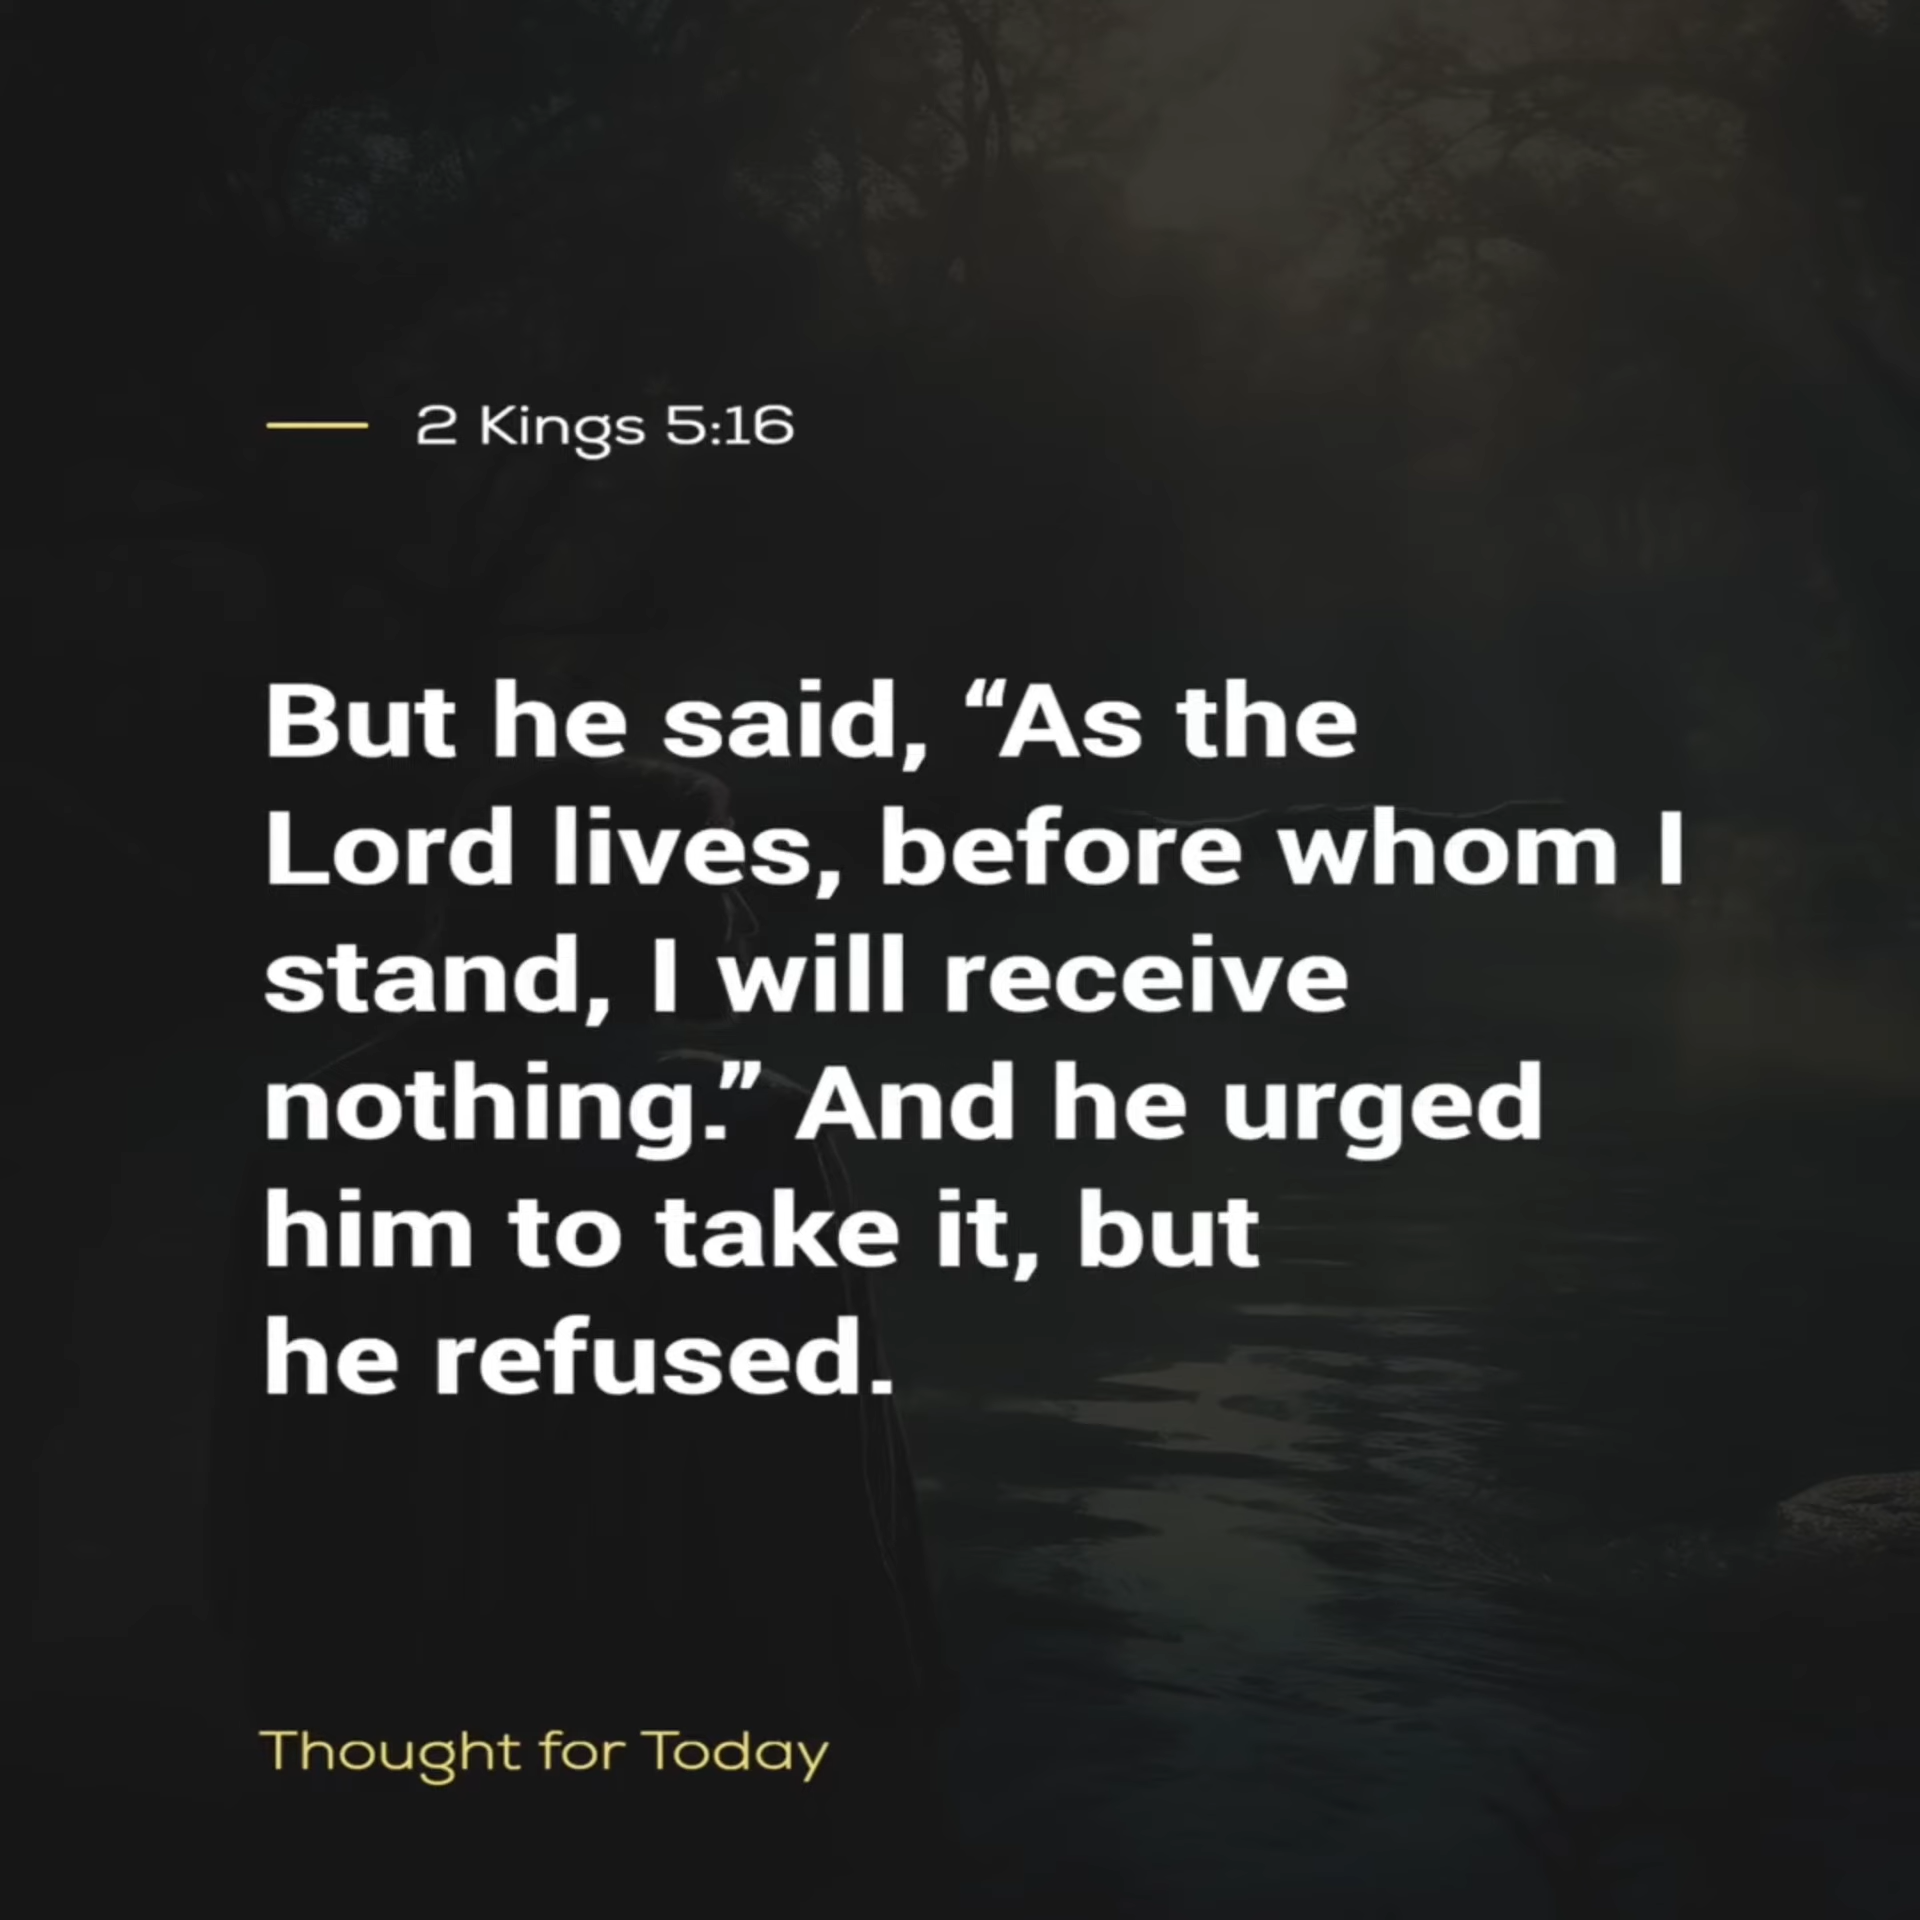 2 Kings 5:16
But he said, “As the
Lord lives, before whom I
stand, I will receive
nothing.” And he urged
him to take it, but
he refused.
Thought for Today